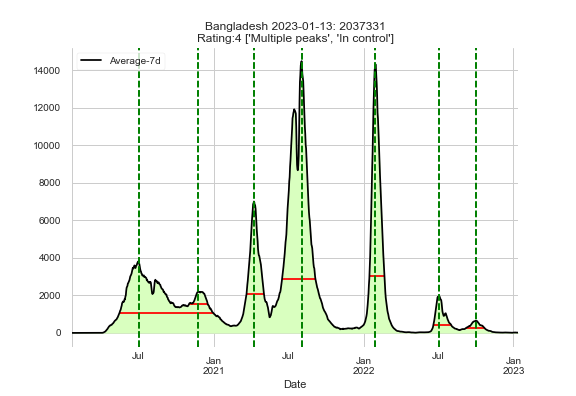 Bangladesh 2023-01-13: 2037331
Rating:4 ['Multiple peaks', 'In control']
Average-7d
14000
12000
10000
8000
6000
4000
2000
0
Jul
Jan
2021
Jul
Jan
2022
Jul
Jan
2023
Date